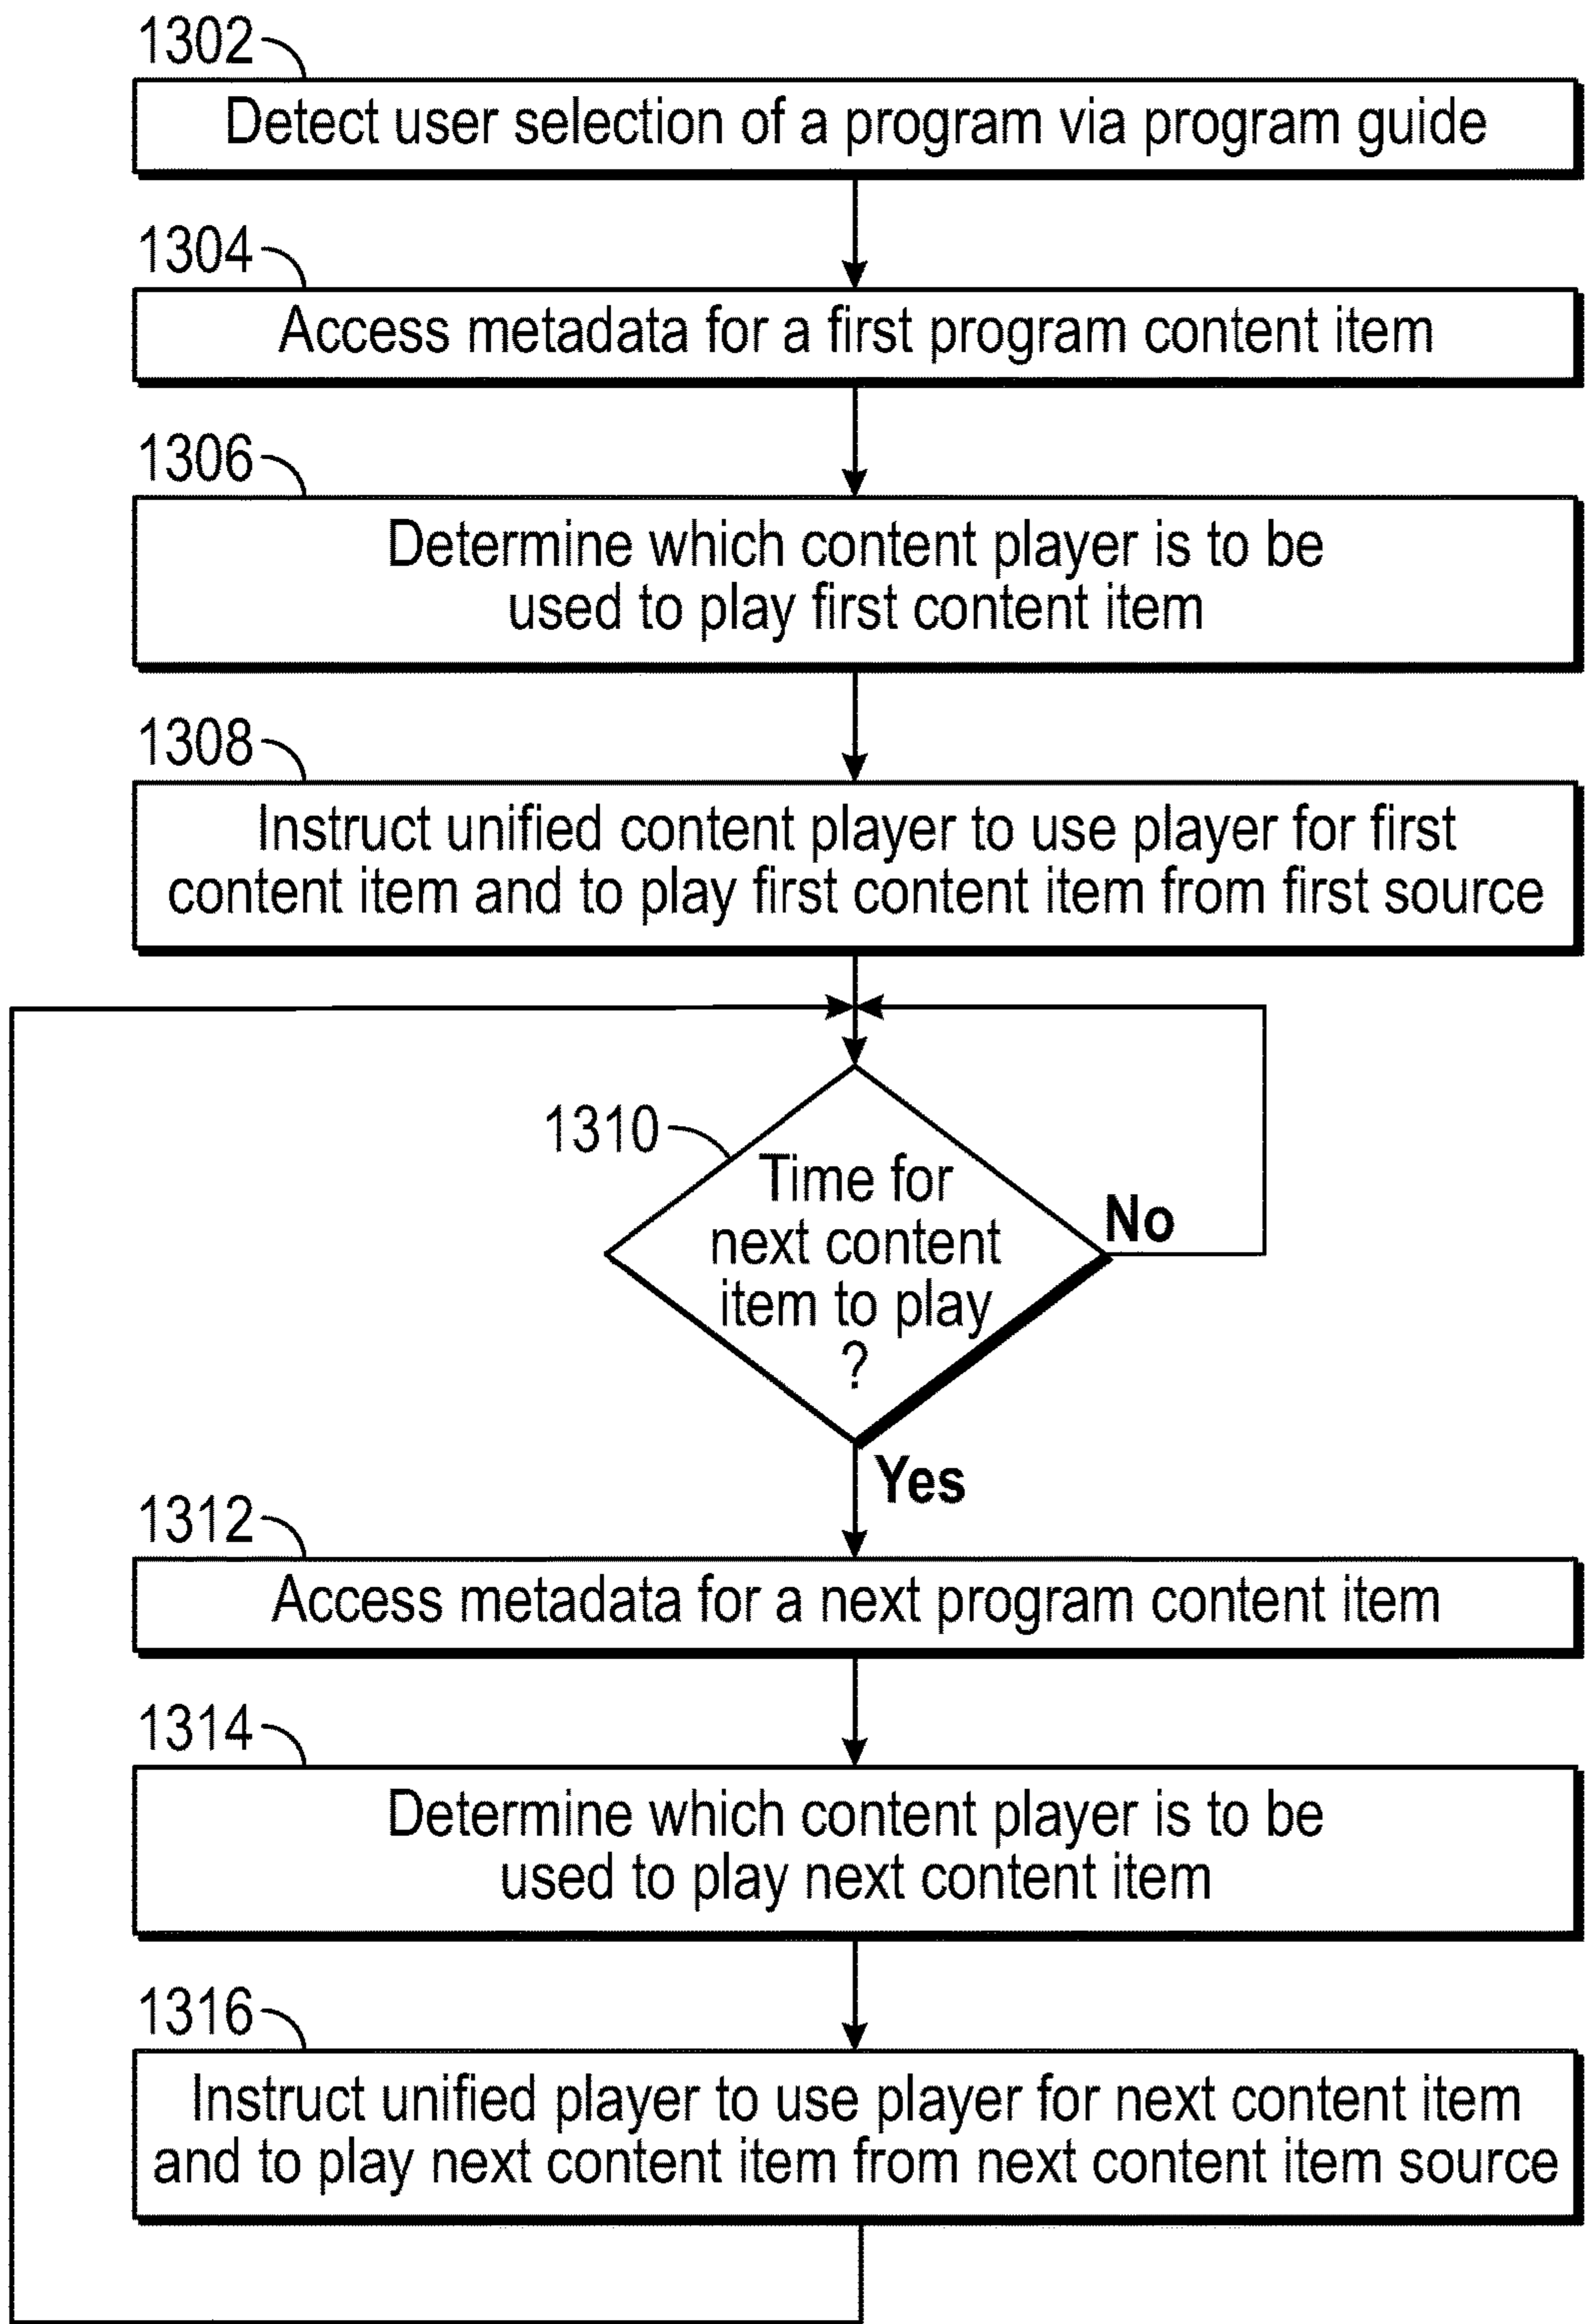 1302
Detect user selection of a program via program guide
1304
Access metadata for a first program content item
1306
Determine which content player is to be
used to play first content item
1308
Instruct unified content player to use player for first
content item and to play first content item from first source
1310
Time for
next content
item to play
?
No
Yes
1312
Access metadata for a next program content item
1314
Determine which content player is to be
used to play next content item
1316
Instruct unified player to use player for next content item
and to play next content item from next content item source